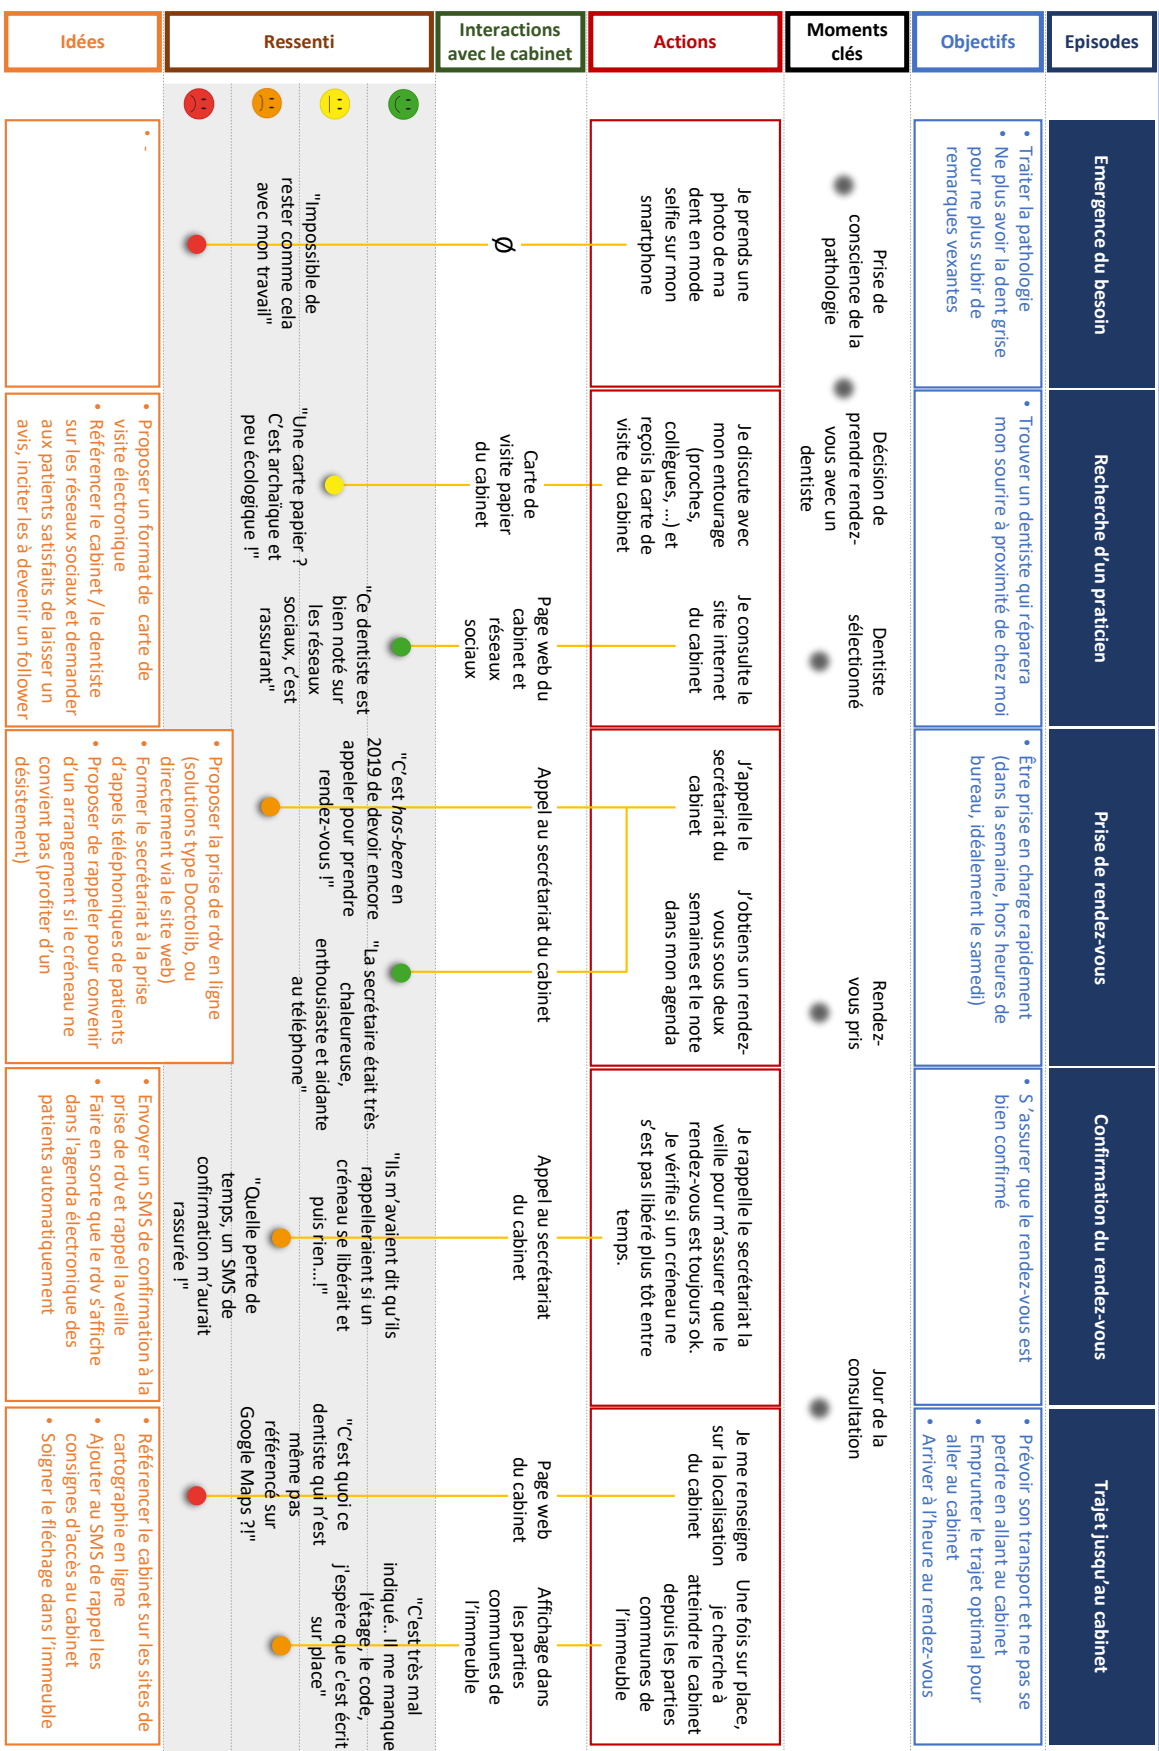 Episodes
Emergence du besoin
Recherche d'un praticien
Prise de rendez-vous
Confirmation du rendez-vous
Trajet jusqu'au cabinet
Objectifs
• Traiter la pathologie
• Ne plus avoir la dent grise
pour ne plus subir de
remarques vexantes
• Trouver un dentiste qui réparera
mon sourire à proximité de chez moi
• Être prise en charge rapidement
(dans la semaine, hors heures de
bureau, idéalement le samedi)
• S'assurer que le rendez-vous est
bien confirmé
• Prévoir son transport et ne pas se
perdre en allant au cabinet
• Emprunter le trajet optimal pour
aller au cabinet
• Arriver à l'heure au rendez-vous
Moments
clés
Prise de
conscience de la
pathologie
Décision de
prendre rendez-
vous avec un
dentiste
Dentiste
sélectionné
Rendez-
vous pris
Jour de la
consultation
Actions
Je prends une
photo de ma
dent en mode
selfie sur mon
smartphone
Je discute avec
mon entourage
(proches,
collègues, ...) et
reçois la carte de
visite du cabinet
Je consulte le
site internet
du cabinet
J'appelle le
secrétariat du
cabinet
J'obtiens un rendez-
vous sous deux
semaines et le note
dans mon agenda
Je rappelle le secrétariat la
veille pour m'assurer que le
rendez-vous est toujours ok.
Je vérifie si un créneau ne
s'est pas libéré plus tôt entre
temps.
Je me renseigne
sur la localisation
du cabinet
Une fois sur place,
je cherche à
atteindre le cabinet
depuis les parties
communes de
l'immeuble
Interactions
avec le cabinet
Ø
Carte de
visite papier
du cabinet
Page web du
cabinet et
réseaux
sociaux
Appel au secrétariat du cabinet
Appel au secrétariat
du cabinet
Page web
du cabinet
Affichage dans
les parties
communes de
l'immeuble
Ressenti
"Impossible de
rester comme cela
avec mon travail"
"Une carte papier ?
C'est archaïque et
peu écologique !"
"Ce dentiste est
bien noté sur
les réseaux
sociaux, c'est
rassurant"
"C'est has-been en
2019 de devoir encore
appeler pour prendre
rendez-vous !"
"La secrétaire était très
chaleureuse,
enthousiaste et aidante
au téléphone"
"Ils m'avaient dit qu'ils
rappelleraient si un
créneau se libérait et
puis rien...!"
"Quelle perte de
temps, un SMS de
confirmation m'aurait
rassurée !"
"C'est quoi ce
dentiste qui n'est
même pas
référencé sur
Google Maps ?!"
"C'est très mal
indiqué.. Il me manque
l'étage, le code,
j'espère que c'est écrit
sur place"
Idées
• -
• Proposer un format de carte de
visite électronique
• Référencer le cabinet / le dentiste
sur les réseaux sociaux et demander
aux patients satisfaits de laisser un
avis, inciter les à devenir un follower
• Proposer la prise de rdv en ligne
(solutions type Doctolib, ou
directement via le site web)
• Former le secrétariat à la prise
d'appels téléphoniques de patients
• Proposer de rappeler pour convenir
d'un arrangement si le créneau ne
convient pas (profiter d'un
désistement)
• Envoyer un SMS de confirmation à la
prise de rdv et rappel la veille
• Faire en sorte que le rdv s'affiche
dans l'agenda électronique des
patients automatiquement
• Référencer le cabinet sur les sites de
cartographie en ligne
• Ajouter au SMS de rappel les
consignes d'accès au cabinet
• Soigner le fléchage dans l'immeuble